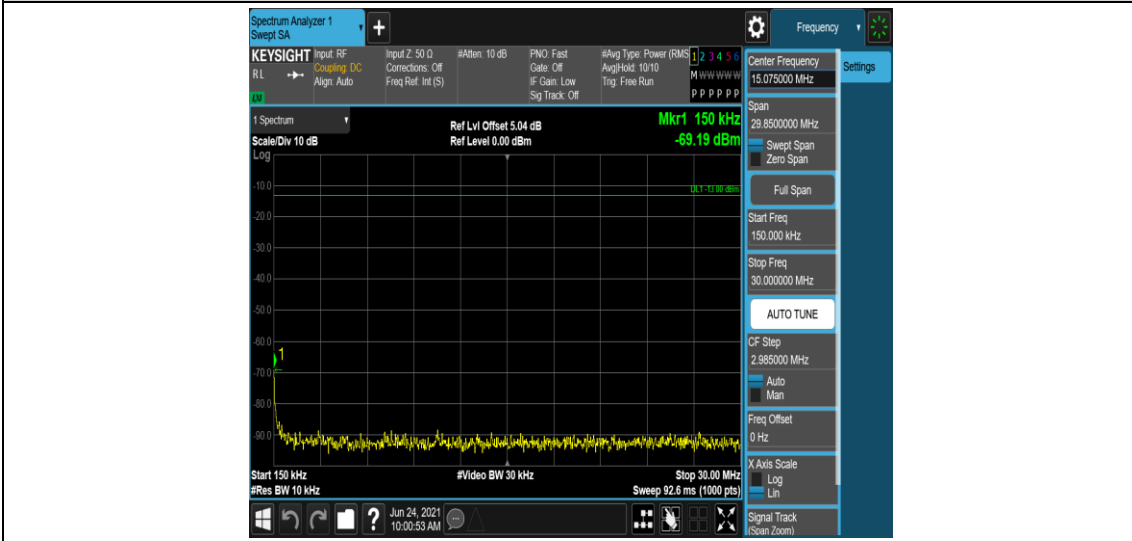 Spectrum Analyzer 1
Swept SA
+
Frequency
KEYSIGHT
RL
LXI
Input: RF
Coupling: DC
Align: Auto
Input Z: 50 Ω
Corrections: Off
Freq Ref: Int (S)
#Atten: 10 dB
PNO: Fast
Gate: Off
IF Gain: Low
Sig Track: Off
#Avg Type: Power (RMS
Avg|Hold: 10/10
Trig: Free Run
1 2 3 4 5 6
M W W W W W
P P P P P P
1 Spectrum
Scale/Div 10 dB
Log
Ref Lvl Offset 5.04 dB
Ref Level 0.00 dBm
Mkr1 150 kHz
-69.19 dBm
DL1 -13.00 dBm
-10.0
-20.0
-30.0
-40.0
-50.0
-60.0
-70.0
-80.0
-90.0
1
Start 150 kHz
#Res BW 10 kHz
#Video BW 30 kHz
Stop 30.00 MHz
Sweep 92.6 ms (1000 pts)
?
Jun 24, 2021
10:00:53 AM
Center Frequency
15.075000 MHz
Span
29.8500000 MHz
Swept Span
Zero Span
Full Span
Start Freq
150.000 kHz
Stop Freq
30.000000 MHz
AUTO TUNE
CF Step
2.985000 MHz
Auto
Man
Freq Offset
0 Hz
X Axis Scale
Log
Lin
Signal Track
(Span Zoom)
Settings